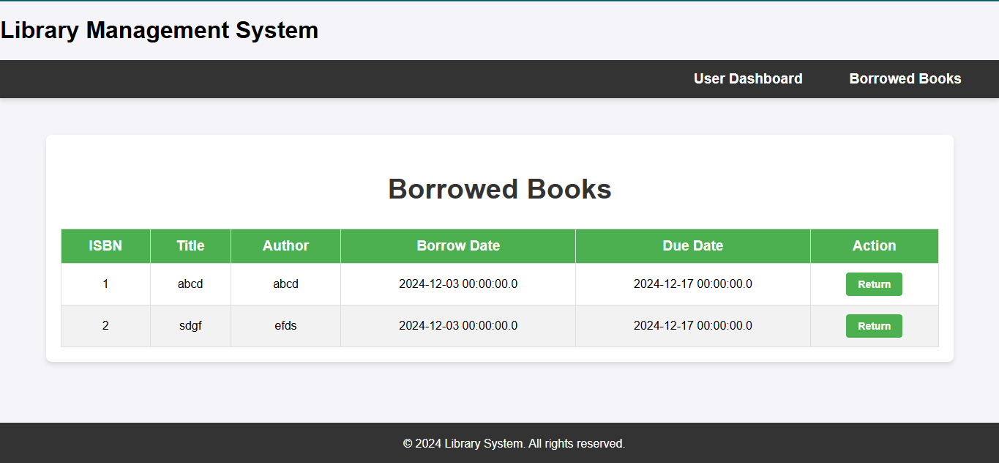 Library Management System
User Dashboard Borrowed Books
Borrowed Books
ISBN Title Author Borrow Date Due Date Action
1 abcd abcd 2024-12-03 00:00:00.0 2024-12-17 00:00:00.0 Return
2 sdgf efds 2024-12-03 00:00:00.0 2024-12-17 00:00:00.0 Return
© 2024 Library System. All rights reserved.